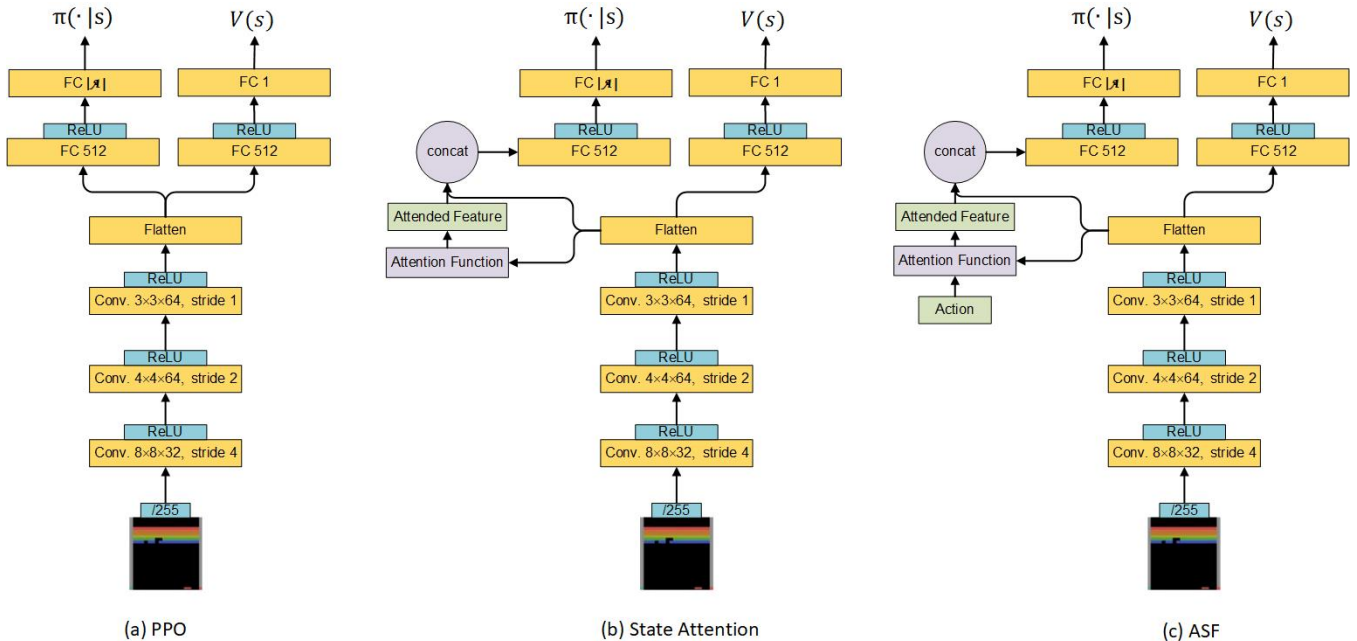 π(· |s)
V(s)
FC |𝒜|
FC 1
ReLU
ReLU
FC 512
FC 512
Flatten
ReLU
Conv. 3×3×64, stride 1
ReLU
Conv. 4×4×64, stride 2
ReLU
Conv. 8×8×32, stride 4
/255
(a) PPO
π(· |s)
V(s)
FC |𝒜|
FC 1
ReLU
ReLU
concat
FC 512
FC 512
Attended Feature
Flatten
Attention Function
ReLU
Conv. 3×3×64, stride 1
ReLU
Conv. 4×4×64, stride 2
ReLU
Conv. 8×8×32, stride 4
/255
(b) State Attention
π(· |s)
V(s)
FC |𝒜|
FC 1
ReLU
ReLU
concat
FC 512
FC 512
Attended Feature
Flatten
Attention Function
ReLU
Conv. 3×3×64, stride 1
Action
ReLU
Conv. 4×4×64, stride 2
ReLU
Conv. 8×8×32, stride 4
/255
(c) ASF